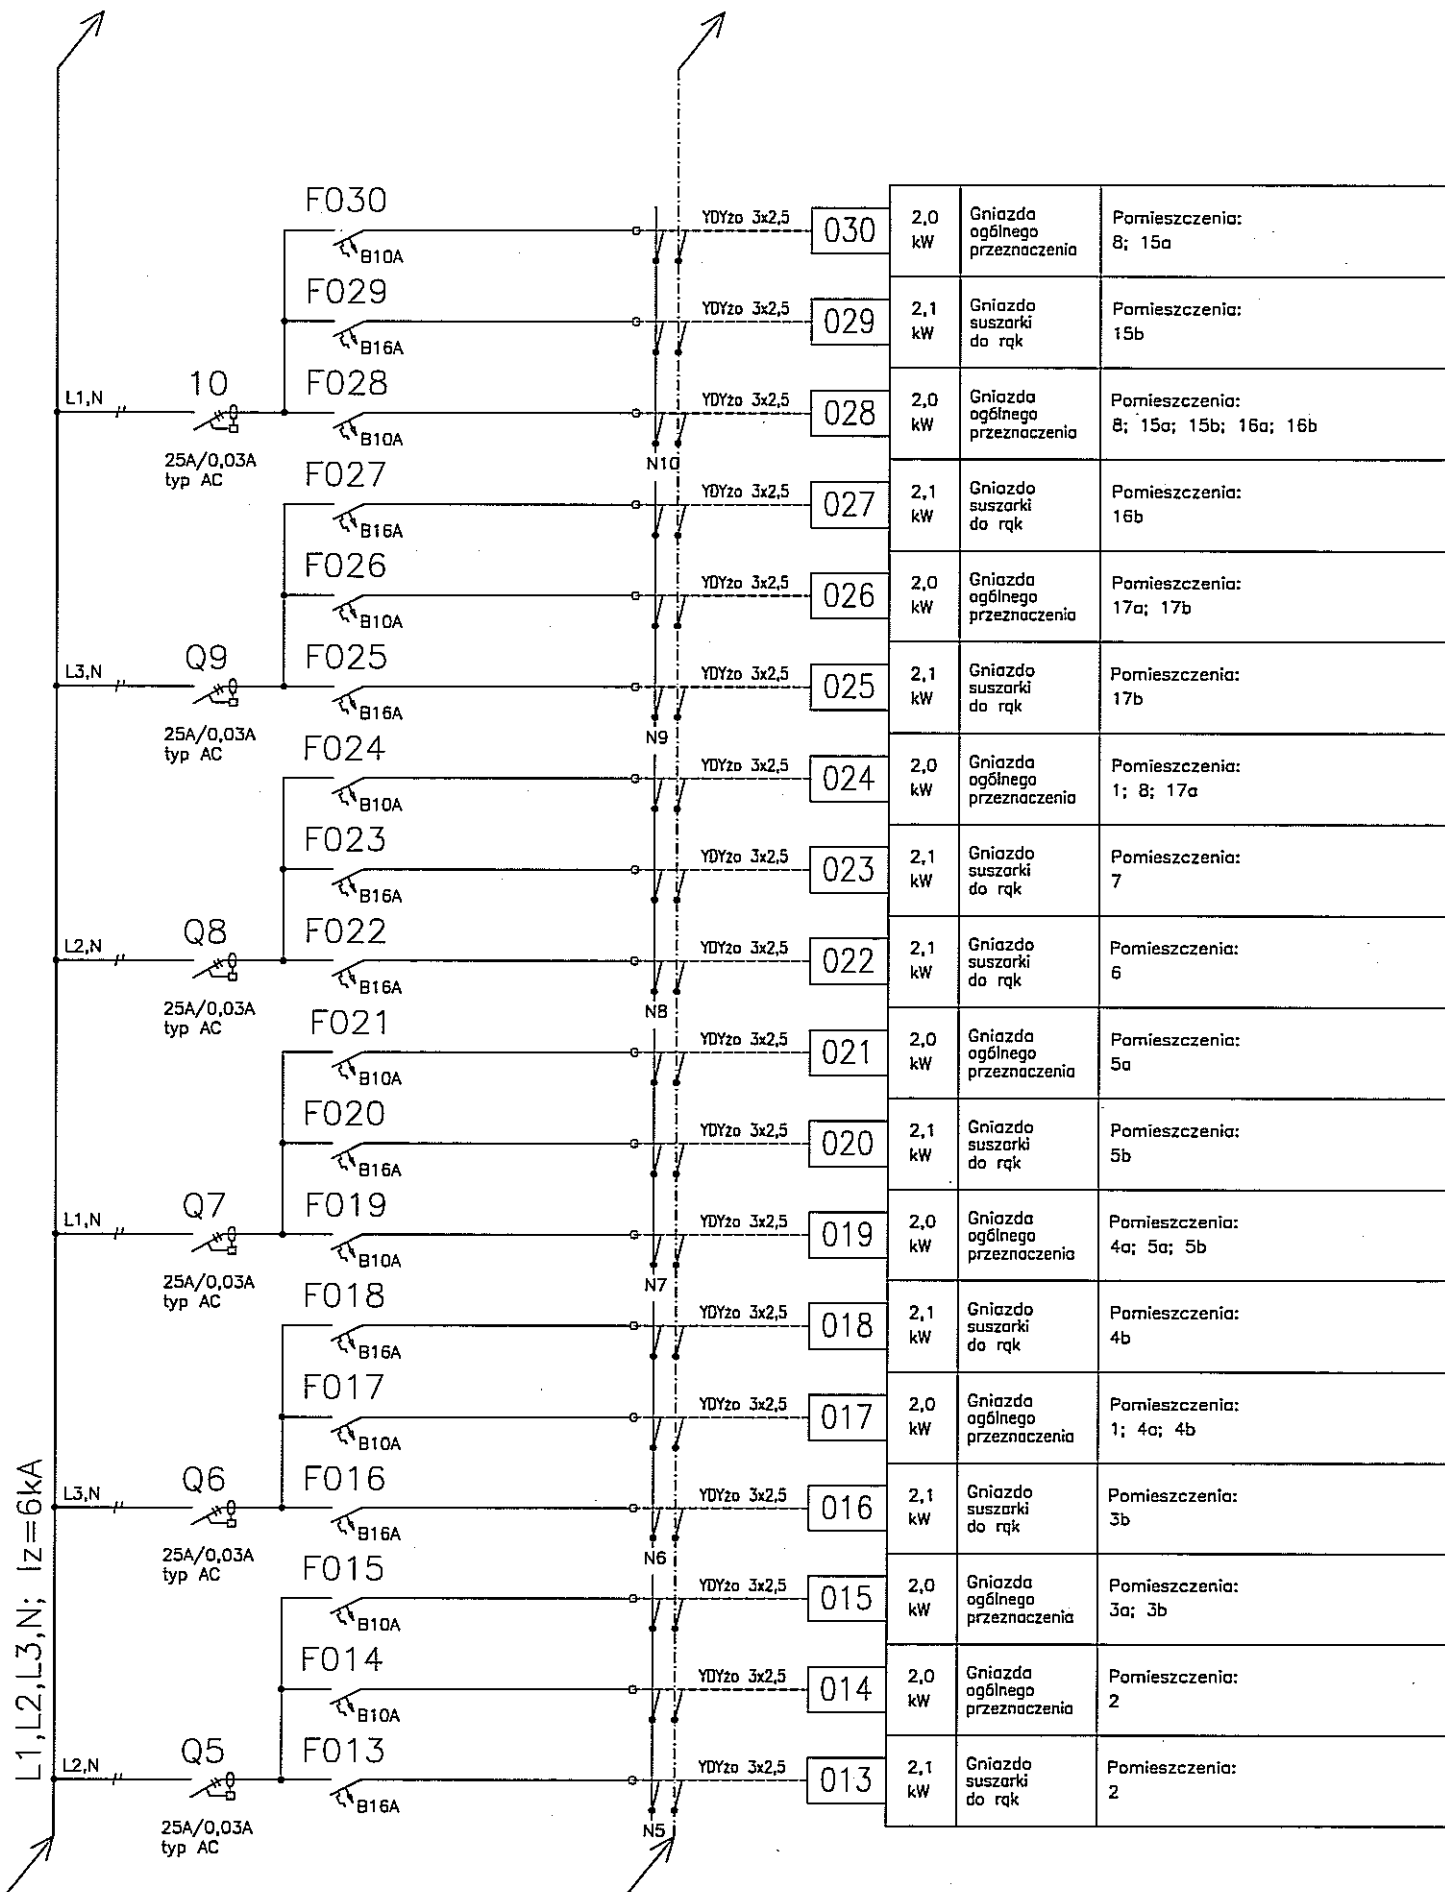 F030
B10A
YDYżo 3x2,5
030
2,0
kW
Gniazda
ogólnego
przeznaczenia
Pomieszczenia:
8; 15a
F029
B16A
YDYżo 3x2,5
029
2,1
kW
Gniazdo
suszarki
do rąk
Pomieszczenia:
15b
L1,N
10
25A/0,03A
typ AC
F028
B10A
N10
YDYżo 3x2,5
028
2,0
kW
Gniazda
ogólnego
przeznaczenia
Pomieszczenia:
8; 15a; 15b; 16a; 16b
F027
B16A
YDYżo 3x2,5
027
2,1
kW
Gniazdo
suszarki
do rąk
Pomieszczenia:
16b
F026
B10A
YDYżo 3x2,5
026
2,0
kW
Gniazda
ogólnego
przeznaczenia
Pomieszczenia:
17a; 17b
L3,N
Q9
25A/0,03A
typ AC
F025
B16A
N9
YDYżo 3x2,5
025
2,1
kW
Gniazdo
suszarki
do rąk
Pomieszczenia:
17b
F024
B10A
YDYżo 3x2,5
024
2,0
kW
Gniazda
ogólnego
przeznaczenia
Pomieszczenia:
1; 8; 17a
F023
B16A
YDYżo 3x2,5
023
2,1
kW
Gniazdo
suszarki
do rąk
Pomieszczenia:
7
L2,N
Q8
25A/0,03A
typ AC
F022
B16A
N8
YDYżo 3x2,5
022
2,1
kW
Gniazdo
suszarki
do rąk
Pomieszczenia:
6
F021
B10A
YDYżo 3x2,5
021
2,0
kW
Gniazda
ogólnego
przeznaczenia
Pomieszczenia:
5a
F020
B16A
YDYżo 3x2,5
020
2,1
kW
Gniazdo
suszarki
do rąk
Pomieszczenia:
5b
L1,N
Q7
25A/0,03A
typ AC
F019
B10A
N7
YDYżo 3x2,5
019
2,0
kW
Gniazda
ogólnego
przeznaczenia
Pomieszczenia:
4a; 5a; 5b
F018
B16A
YDYżo 3x2,5
018
2,1
kW
Gniazdo
suszarki
do rąk
Pomieszczenia:
4b
F017
B10A
YDYżo 3x2,5
017
2,0
kW
Gniazda
ogólnego
przeznaczenia
Pomieszczenia:
1; 4a; 4b
L3,N
Q6
25A/0,03A
typ AC
F016
B16A
N6
YDYżo 3x2,5
016
2,1
kW
Gniazdo
suszarki
do rąk
Pomieszczenia:
3b
F015
B10A
YDYżo 3x2,5
015
2,0
kW
Gniazda
ogólnego
przeznaczenia
Pomieszczenia:
3a; 3b
F014
B10A
YDYżo 3x2,5
014
2,0
kW
Gniazda
ogólnego
przeznaczenia
Pomieszczenia:
2
L2,N
Q5
25A/0,03A
typ AC
F013
B16A
N5
YDYżo 3x2,5
013
2,1
kW
Gniazdo
suszarki
do rąk
Pomieszczenia:
2
L1,L2,L3,N; Iz=6kA